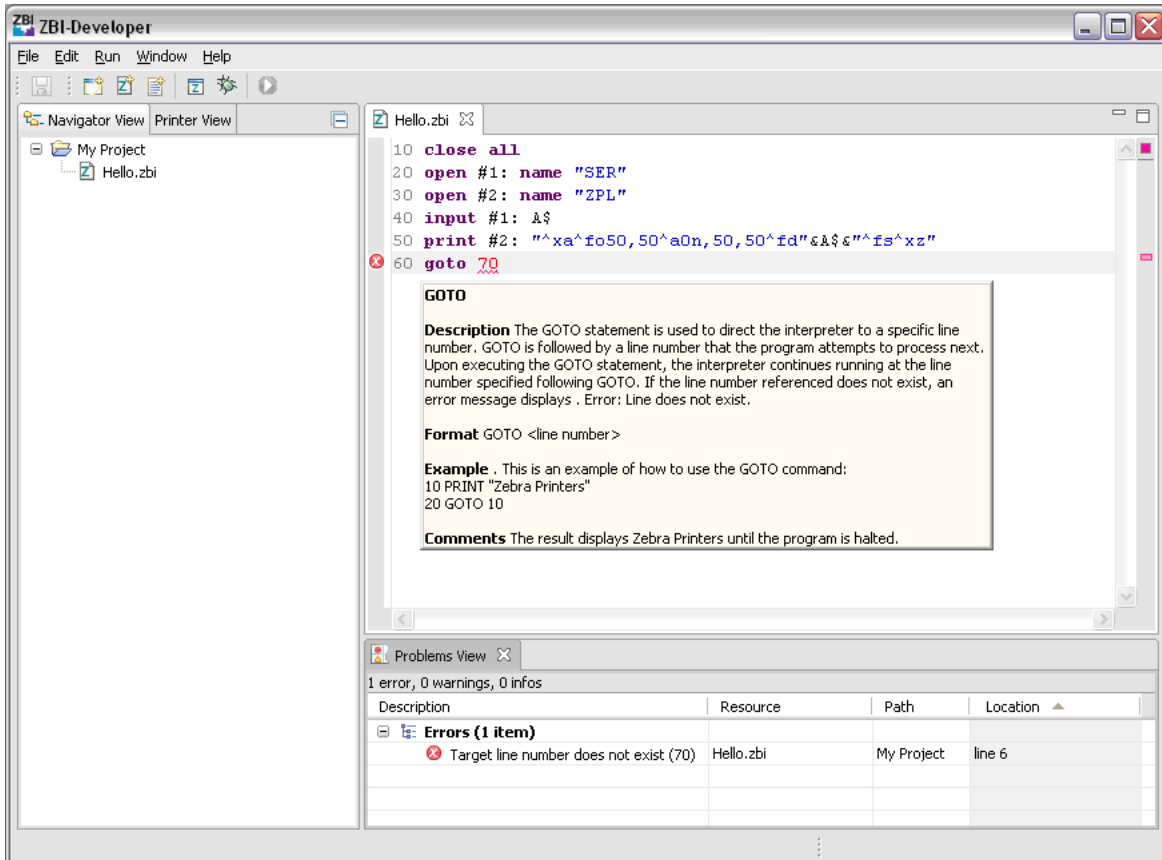 ZBI ZBI-Developer
File Edit Run Window Help
Navigator View Printer View
My Project
Hello.zbi
Hello.zbi
10 close all
20 open #1: name "SER"
30 open #2: name "ZPL"
40 input #1: A$
50 print #2: "^xa^fo50,50^a0n,50,50^fd"&A$&"^fs^xz"
60 goto 70
GOTO
Description The GOTO statement is used to direct the interpreter to a specific line
number. GOTO is followed by a line number that the program attempts to process next.
Upon executing the GOTO statement, the interpreter continues running at the line
number specified following GOTO. If the line number referenced does not exist, an
error message displays . Error: Line does not exist.
Format GOTO <line number>
Example . This is an example of how to use the GOTO command:
10 PRINT "Zebra Printers"
20 GOTO 10
Comments The result displays Zebra Printers until the program is halted.
Problems View
1 error, 0 warnings, 0 infos
Description Resource Path Location
Errors (1 item)
Target line number does not exist (70) Hello.zbi My Project line 6